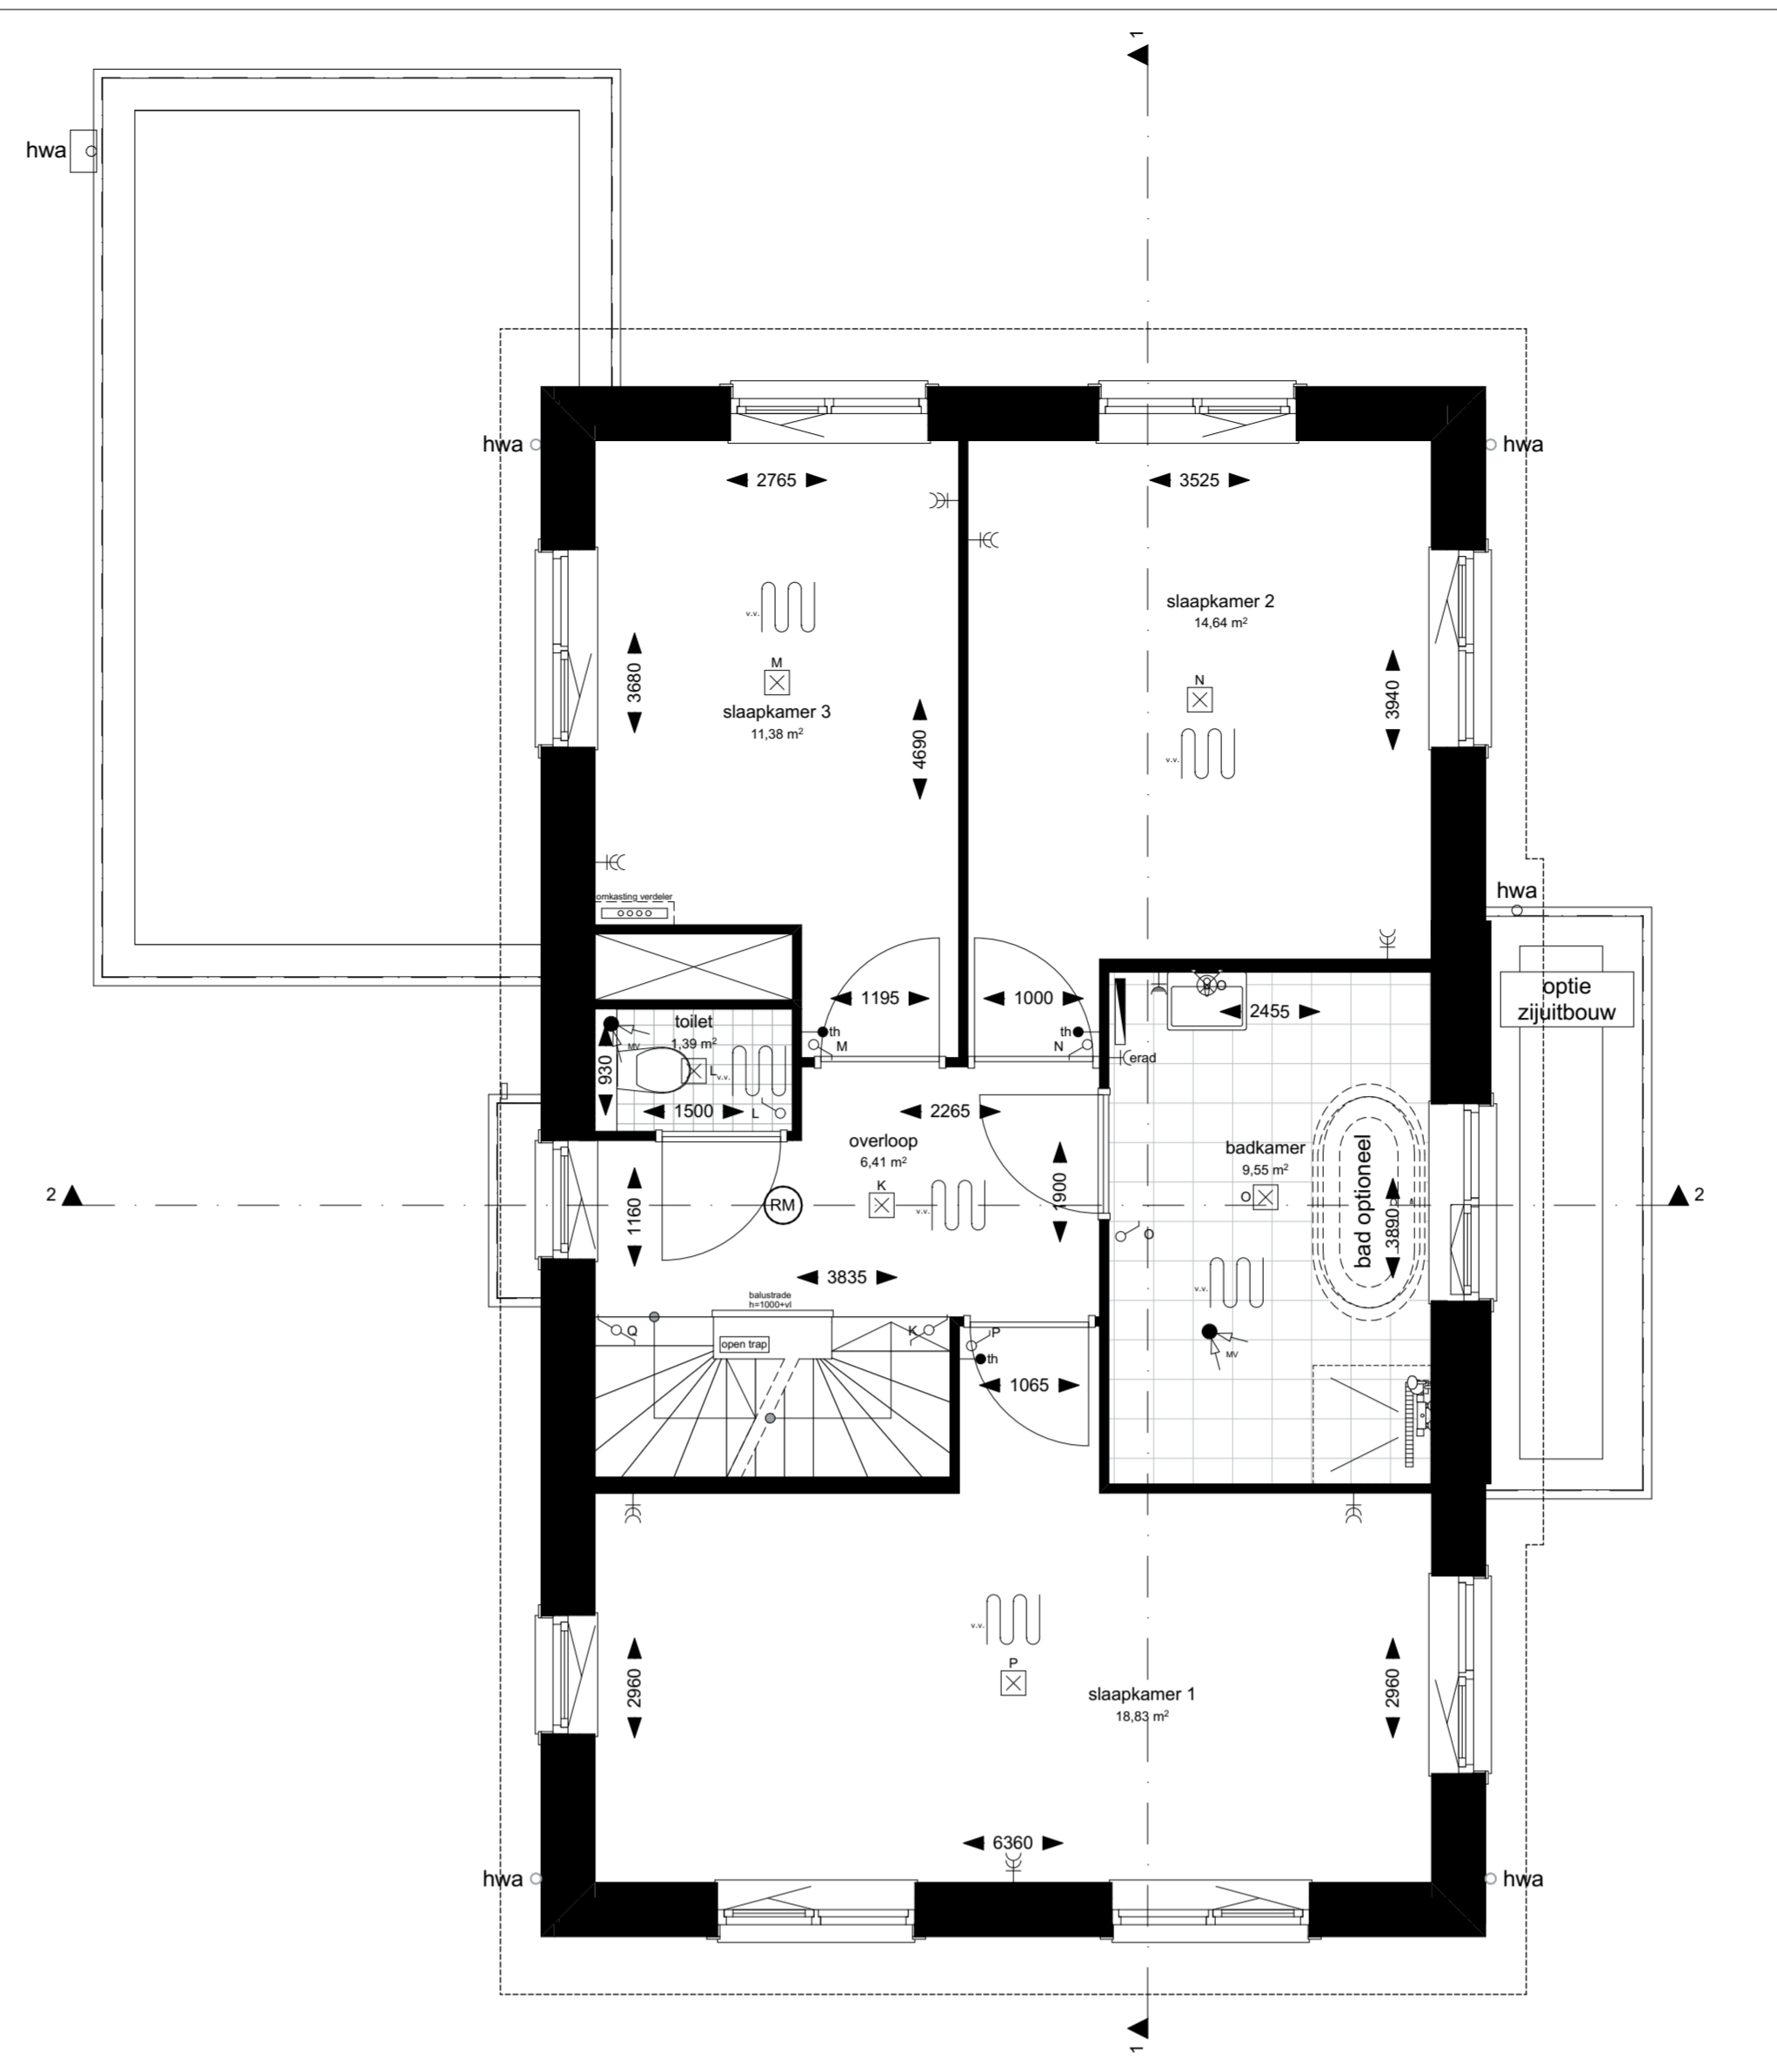 1
hwa
hwa
hwa
2765
3525
slaapkamer 2
14,64 m²
v.v.
M
N
3680
3940
slaapkamer 3
11,38 m²
4690
v.v.
omkasting verdeler
hwa
optie
zijuitbouw
1195
1000
2455
toilet
1,39 m²
th
th
M
N
MV
erad
930
L
v.v.
1500
L
2265
overloop
6,41 m²
badkamer
9,55 m²
bad optioneel
K
O
2
RM
1160
v.v.
1900
3890
2
O
3835
v.v.
balustrade
h=1000+vl
Q
K
P
open trap
th
MV
1065
v.v.
P
2960
slaapkamer 1
18,83 m²
2960
6360
hwa
hwa
1